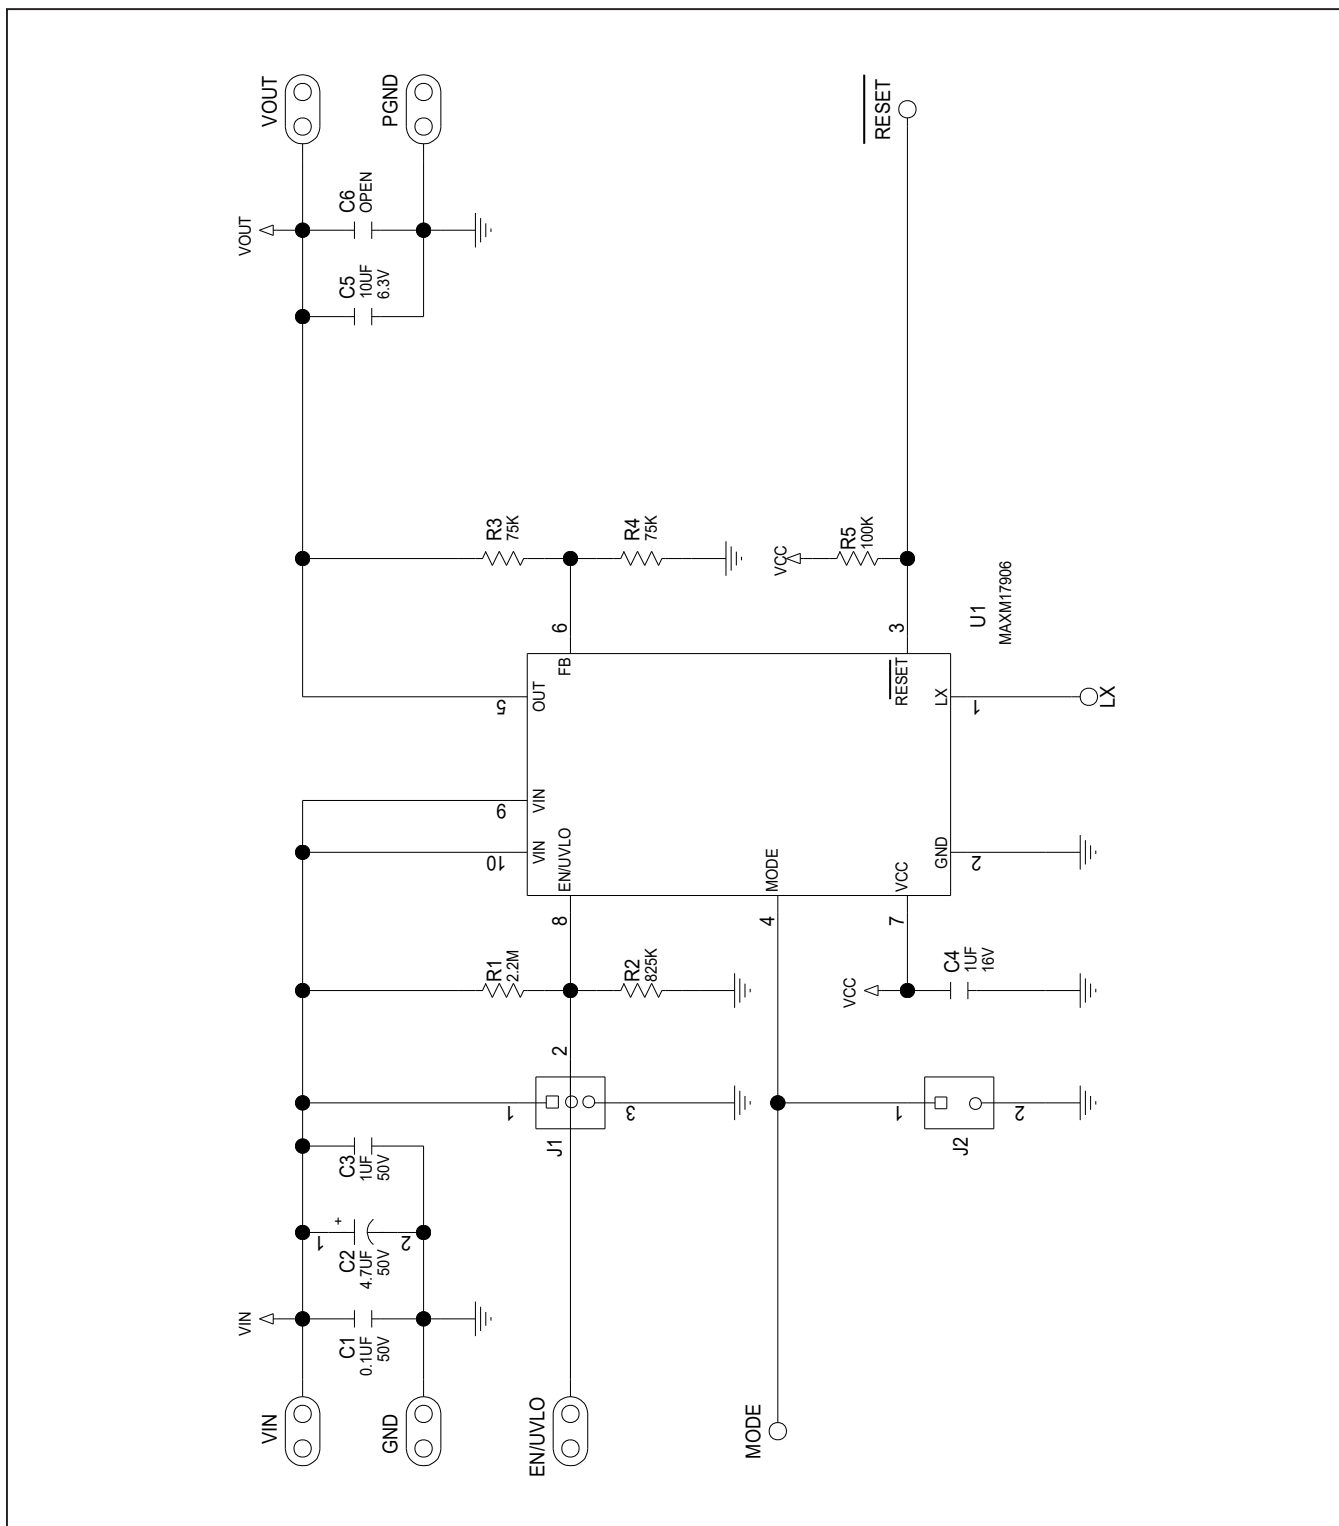 VIN
VIN
C1
0.1UF
50V
GND
1
+
C2
4.7UF
50V
2
C3
1UF
50V
VOUT
VOUT
C5
10UF
6.3V
C6
OPEN
PGND
EN/UVLO
1
2
3
J1
R1
2.2M
R2
825K
8
EN/UVLO
10
VIN
9
VIN
5
OUT
6
FB
R3
75K
R4
75K
MODE
4
MODE
VCC
R5
100K
3
RESET
RESET
1
2
J2
VCC
C4
1UF
16V
7
VCC
2
GND
1
LX
LX
U1
MAXM17906